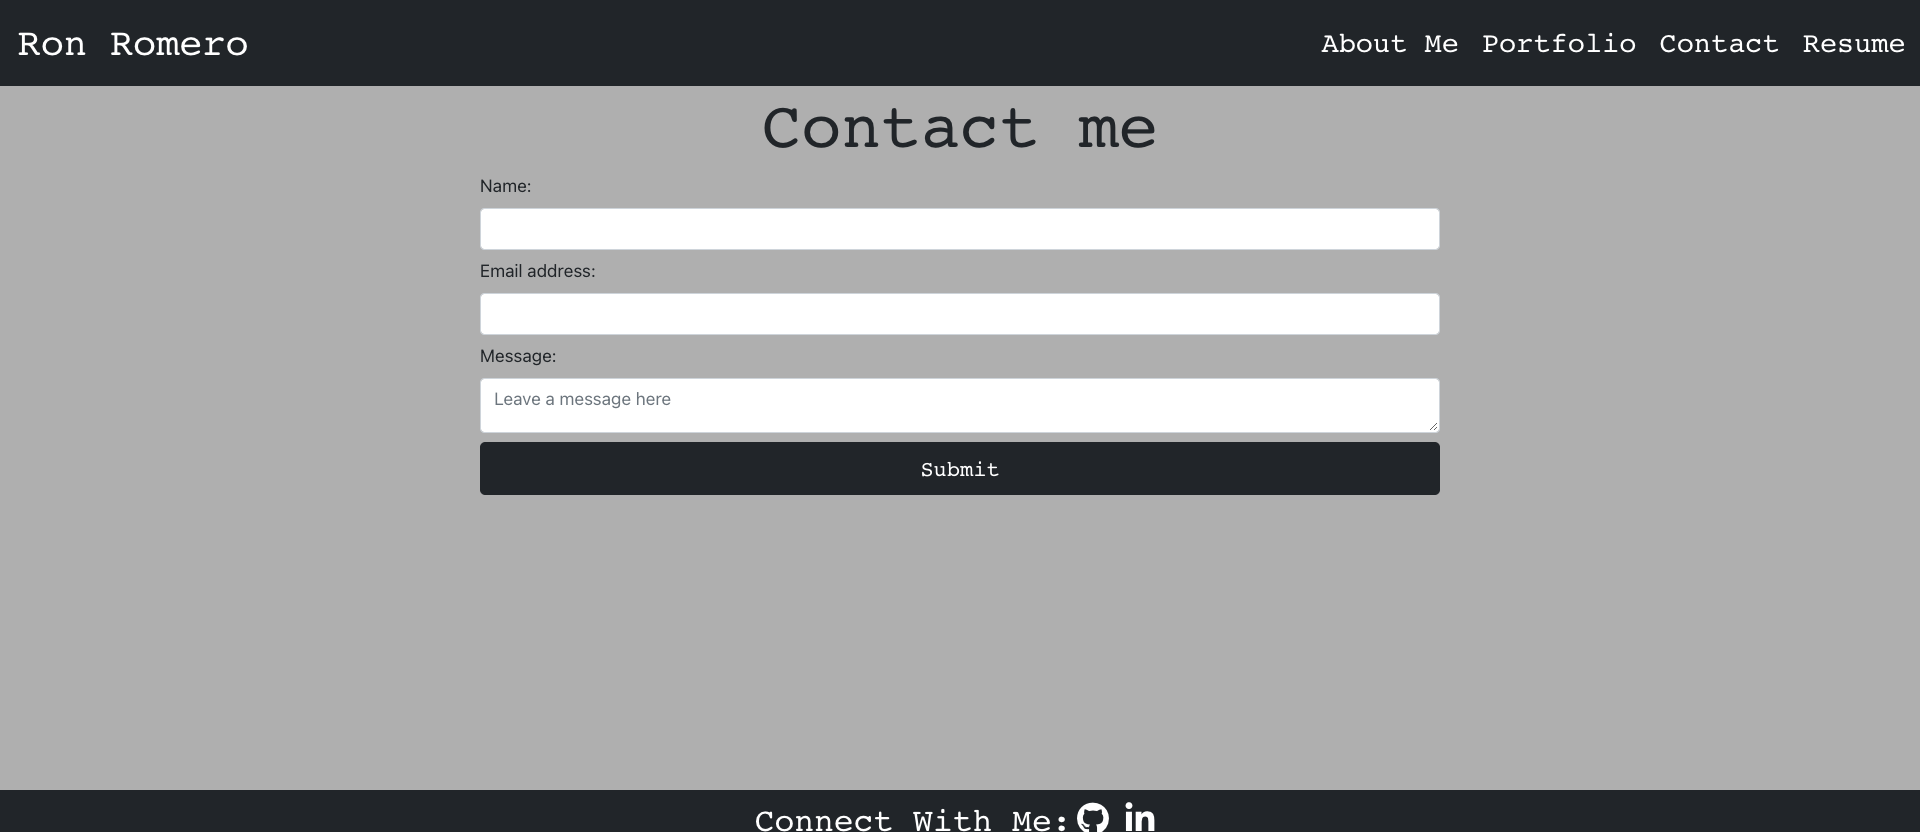 Ron Romero
About Me Portfolio Contact Resume
Contact me
Name:
Email address:
Message:
Leave a message here
Submit
Connect With Me: